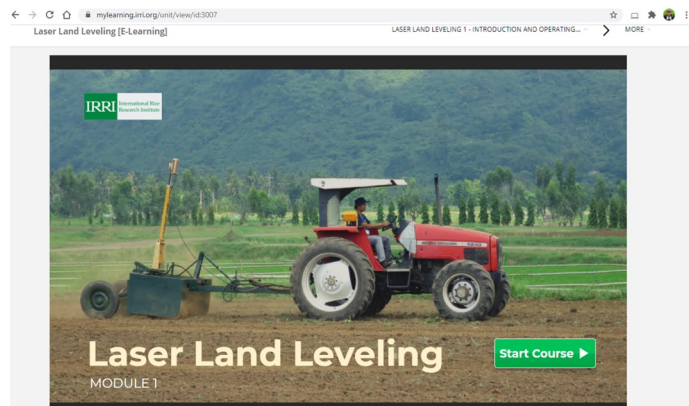 mylearning.irri.org/unit/view/id:3007
Laser Land Leveling [E-Learning]
LASER LAND LEVELING 1 - INTRODUCTION AND OPERATING...
MORE
IRRI
International Rice
Research Institute
Laser Land Leveling
Start Course
MODULE 1